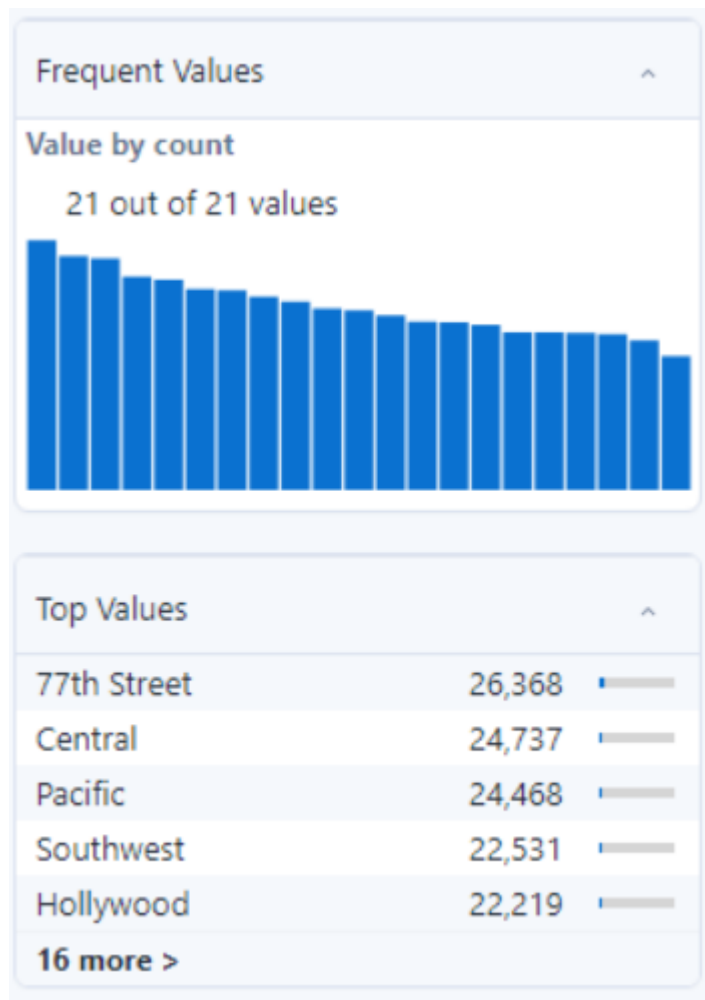 Frequent Values
Value by count
21 out of 21 values
Top Values
77th Street 26,368
Central 24,737
Pacific 24,468
Southwest 22,531
Hollywood 22,219
16 more >